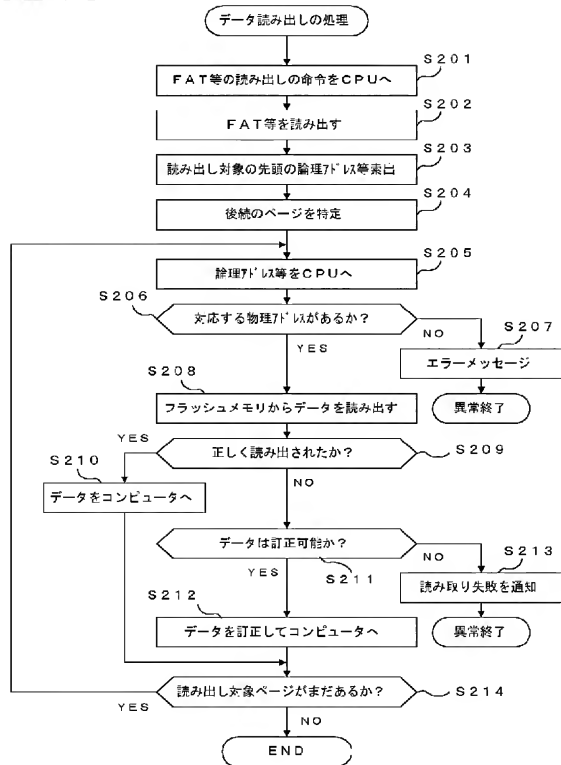 データ読み出しの処理
S201
FAT等の読み出しの命令をCPUへ
S202
FAT等を読み出す
S203
読み出し対象の先頭の論理アドレス等索出
S204
後続のページを特定
S205
論理アドレス等をCPUへ
S206
対応する物理アドレスがあるか?
NO
S207
YES
エラーメッセージ
S208
異常終了
フラッシュメモリからデータを読み出す
YES
正しく読み出されたか?
S209
S210
NO
データをコンピュータへ
データは訂正可能か?
NO
S213
YES
S211
読み取り失敗を通知
S212
異常終了
データを訂正してコンピュータへ
読み出し対象ページがまだあるか?
S214
YES
NO
END